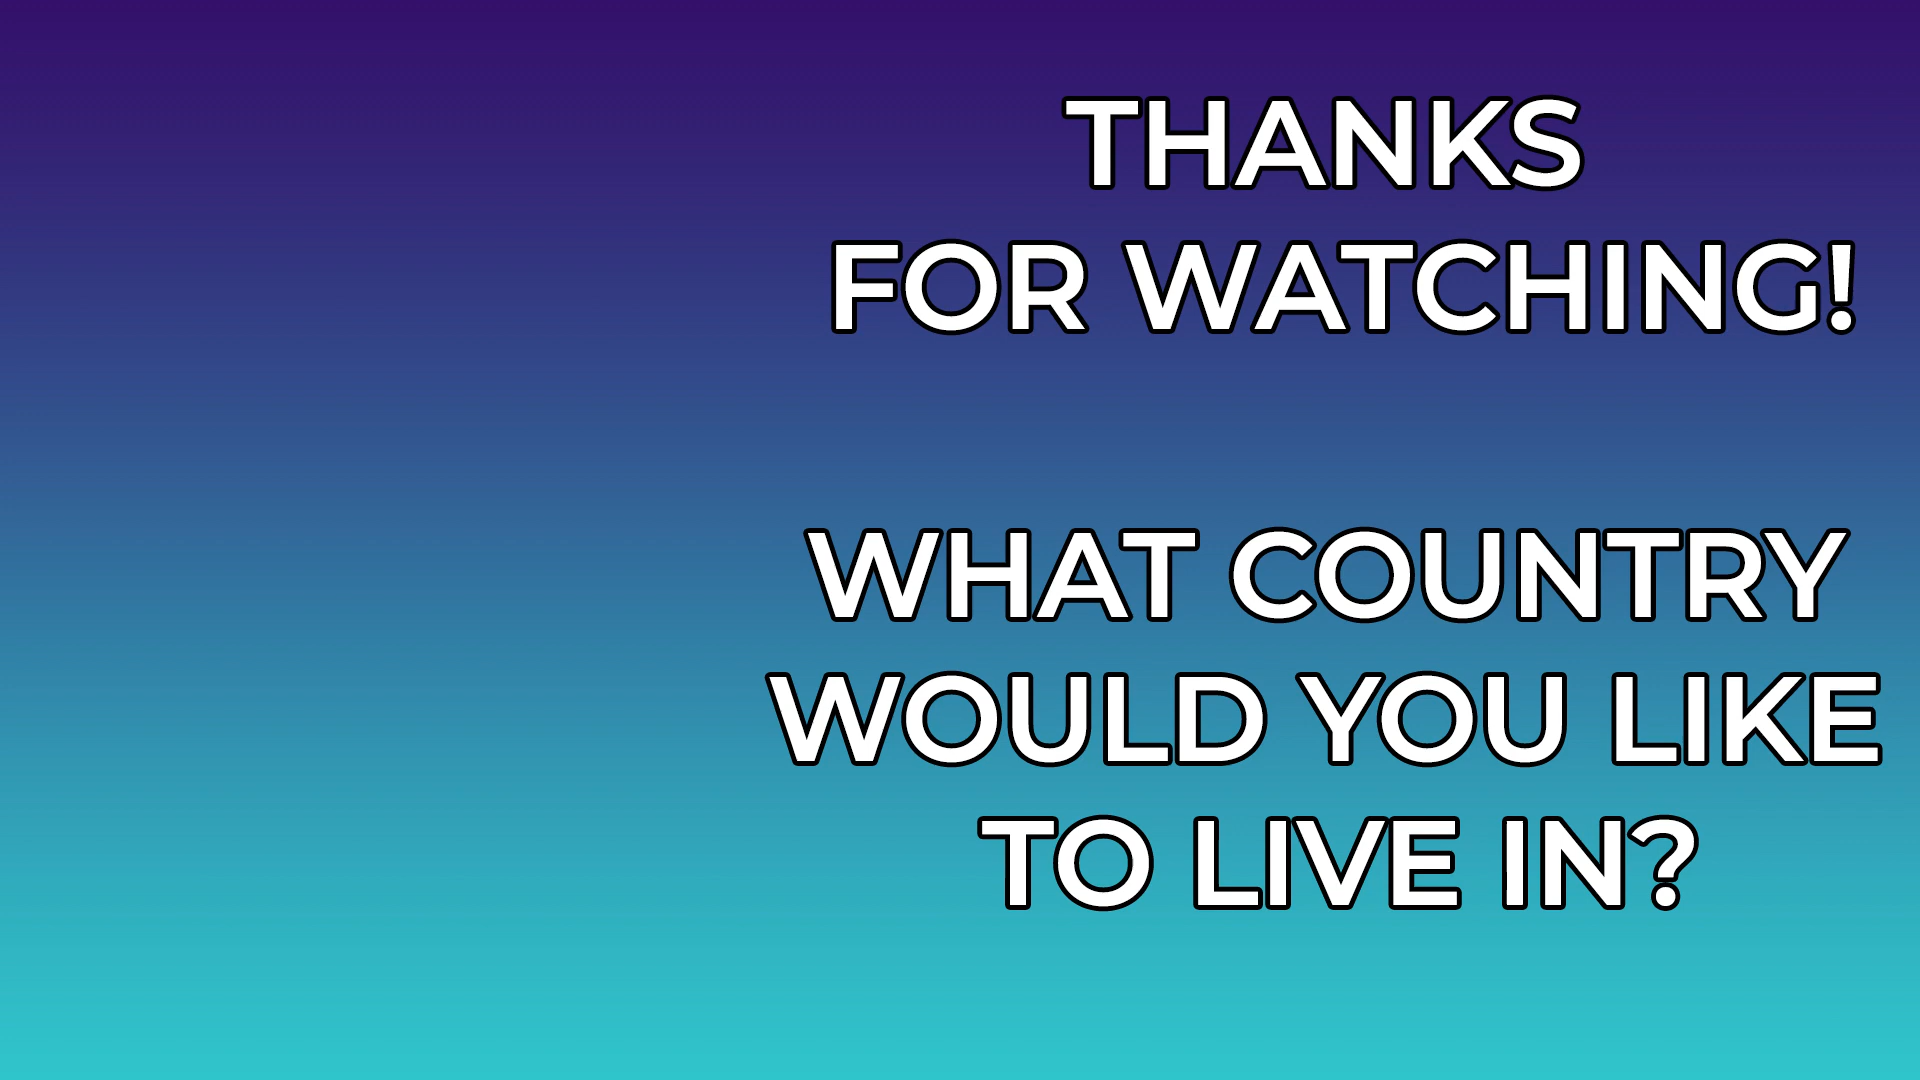 THANKS
FOR WATCHING!
WHAT COUNTRY
WOULD YOU LIKE
TO LIVE IN?